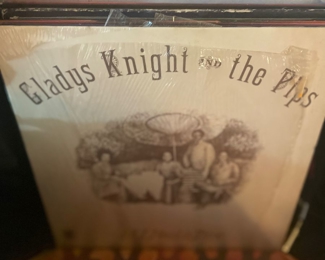 Gladys Knight AND the Pips